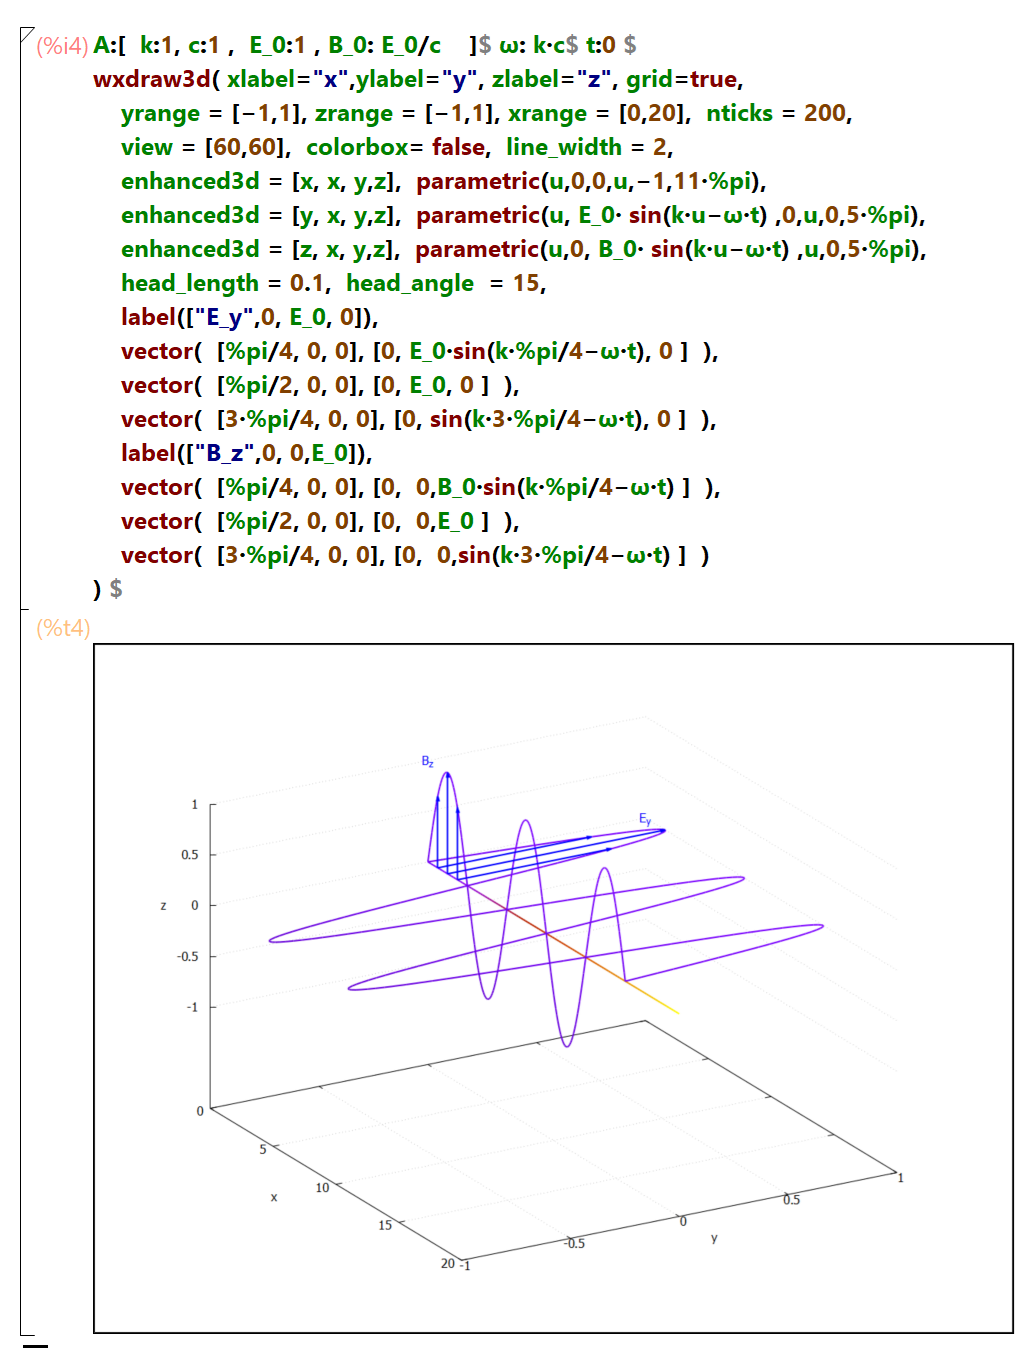 (%i4) A:[ k:1, c:1 , E_0:1 , B_0: E_0/c ]$ ω: k·c$ t:0 $
wxdraw3d( xlabel="x",ylabel="y", zlabel="z", grid=true,
yrange = [−1,1], zrange = [−1,1], xrange = [0,20], nticks = 200,
view = [60,60], colorbox= false, line_width = 2,
enhanced3d = [x, x, y,z], parametric(u,0,0,u,−1,11·%pi),
enhanced3d = [y, x, y,z], parametric(u, E_0· sin(k·u−ω·t) ,0,u,0,5·%pi),
enhanced3d = [z, x, y,z], parametric(u,0, B_0· sin(k·u−ω·t) ,u,0,5·%pi),
head_length = 0.1, head_angle = 15,
label(["E_y",0, E_0, 0]),
vector( [%pi/4, 0, 0], [0, E_0·sin(k·%pi/4−ω·t), 0 ] ),
vector( [%pi/2, 0, 0], [0, E_0, 0 ] ),
vector( [3·%pi/4, 0, 0], [0, sin(k·3·%pi/4−ω·t), 0 ] ),
label(["B_z",0, 0,E_0]),
vector( [%pi/4, 0, 0], [0, 0,B_0·sin(k·%pi/4−ω·t) ] ),
vector( [%pi/2, 0, 0], [0, 0,E_0 ] ),
vector( [3·%pi/4, 0, 0], [0, 0,sin(k·3·%pi/4−ω·t) ] )
) $
(%t4)
B_z
1
E_y
0.5
z 0
-0.5
-1
0
5
10
15
20
x
-1
-0.5
0
0.5
1
y